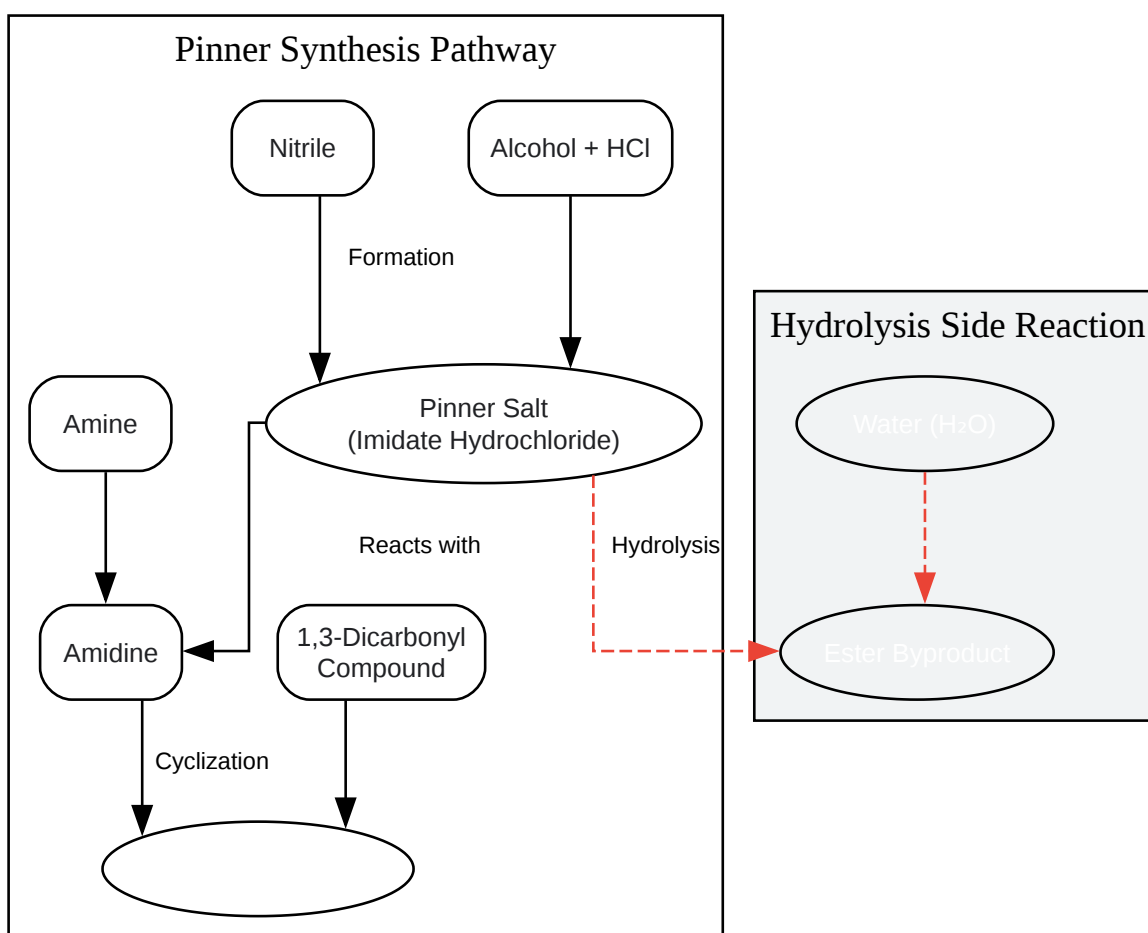 Pinner Synthesis Pathway
Nitrile
Alcohol + HCl
Formation
Hydrolysis Side Reaction
Amine
Pinner Salt
(Imidate Hydrochloride)
Water (H₂O)
Reacts with
Hydrolysis
Amidine
1,3-Dicarbonyl
Compound
Ester Byproduct
Cyclization